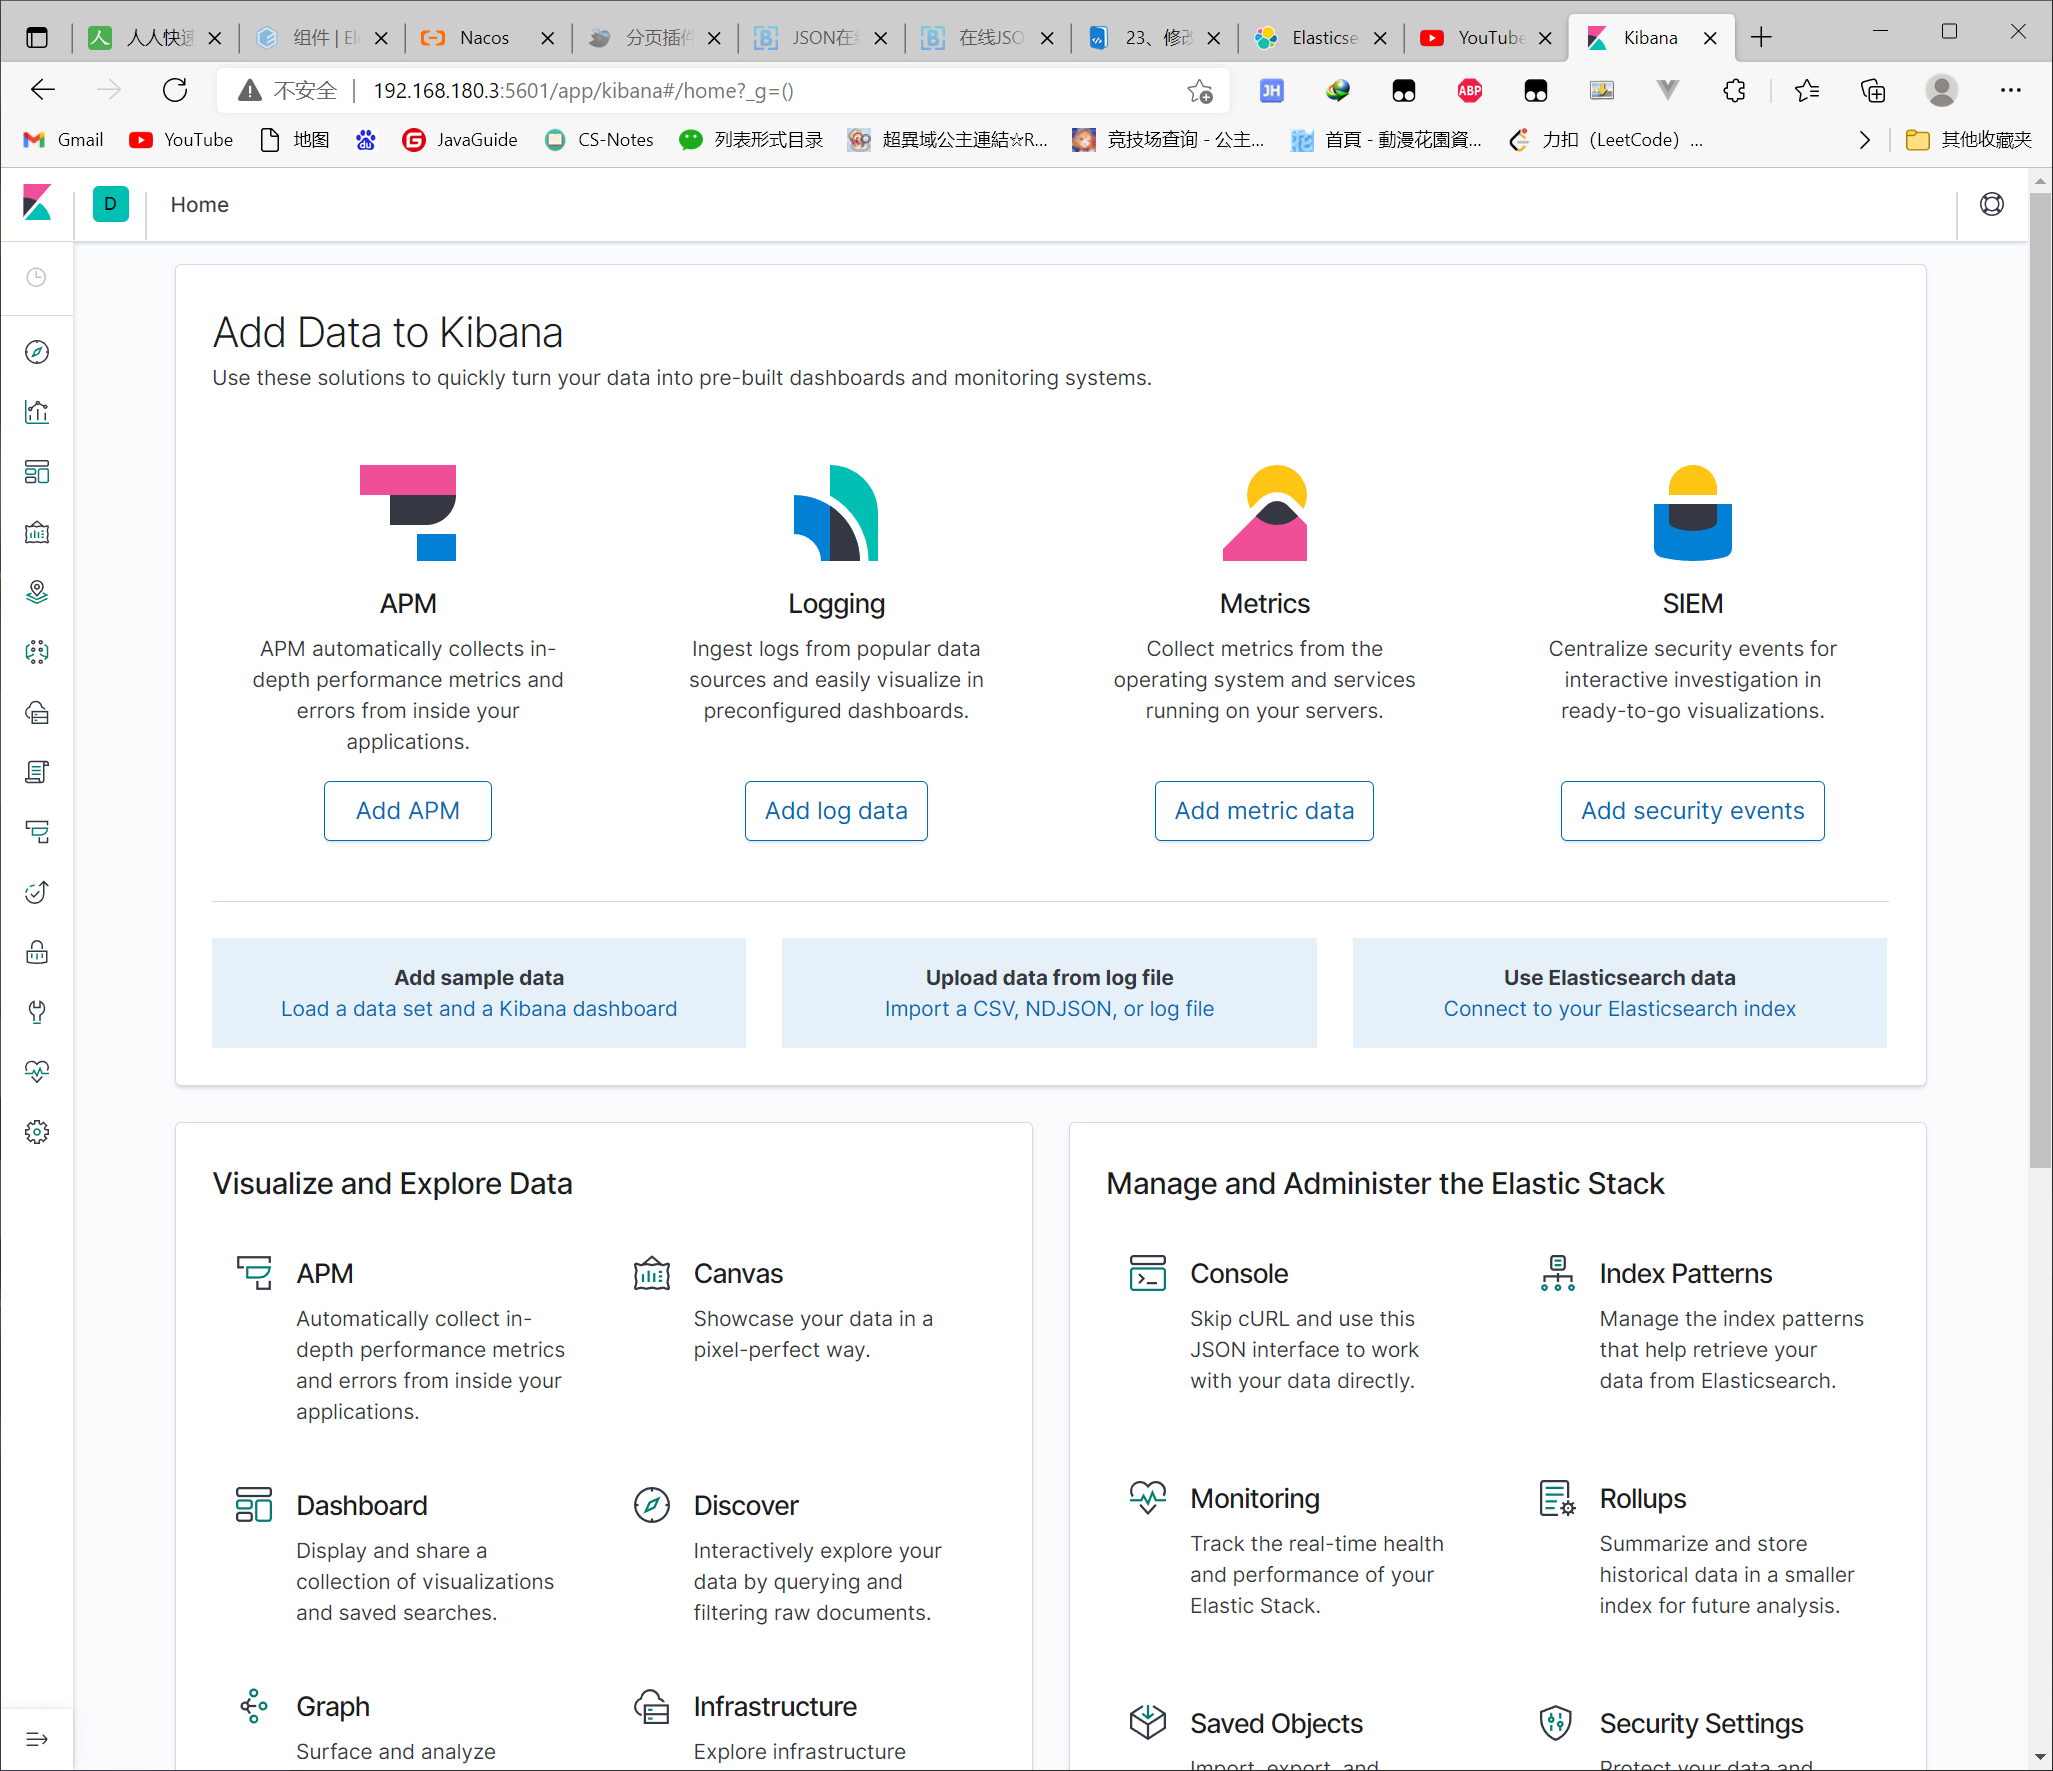 人人快速
组件 | El
Nacos
分页插件
JSON在线
在线JSO
23、修改
Elasticse
YouTube
Kibana
不安全
192.168.180.3:5601/app/kibana#/home?_g=()
JH
ABP
Gmail
YouTube
地图
du
JavaGuide
CS-Notes
列表形式目录
超異域公主連結☆R...
竞技场查询 - 公主...
首頁 - 動漫花園資...
力扣（LeetCode）...
其他收藏夹
D
Home
Add Data to Kibana
Use these solutions to quickly turn your data into pre-built dashboards and monitoring systems.
APM
APM automatically collects in-
depth performance metrics and
errors from inside your
applications.
Add APM
Logging
Ingest logs from popular data
sources and easily visualize in
preconfigured dashboards.
Add log data
Metrics
Collect metrics from the
operating system and services
running on your servers.
Add metric data
SIEM
Centralize security events for
interactive investigation in
ready-to-go visualizations.
Add security events
Add sample data
Load a data set and a Kibana dashboard
Upload data from log file
Import a CSV, NDJSON, or log file
Use Elasticsearch data
Connect to your Elasticsearch index
Visualize and Explore Data
APM
Automatically collect in-
depth performance metrics
and errors from inside your
applications.
Canvas
Showcase your data in a
pixel-perfect way.
Dashboard
Display and share a
collection of visualizations
and saved searches.
Discover
Interactively explore your
data by querying and
filtering raw documents.
Graph
Surface and analyze
Infrastructure
Explore infrastructure
Manage and Administer the Elastic Stack
Console
Skip cURL and use this
JSON interface to work
with your data directly.
Index Patterns
Manage the index patterns
that help retrieve your
data from Elasticsearch.
Monitoring
Track the real-time health
and performance of your
Elastic Stack.
Rollups
Summarize and store
historical data in a smaller
index for future analysis.
Saved Objects
Import, export, and
Security Settings
Protect your data and